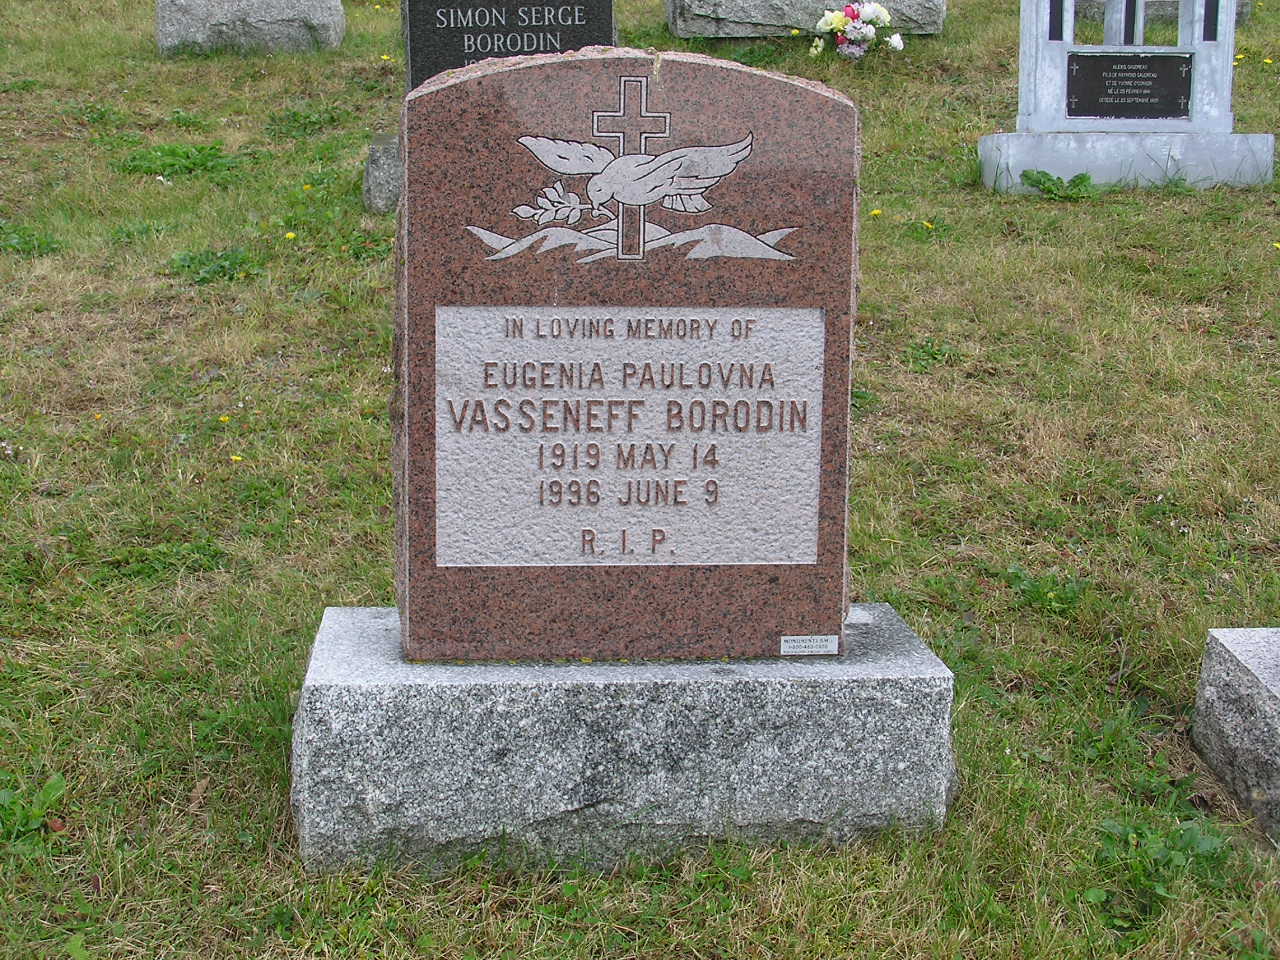 SIMON SERGE
BORODIN
IN LOVING MEMORY OF
EUGENIA PAULOVNA
VASSENEFF BORODIN
1919 MAY 14
1996 JUNE 9
R. I. P.